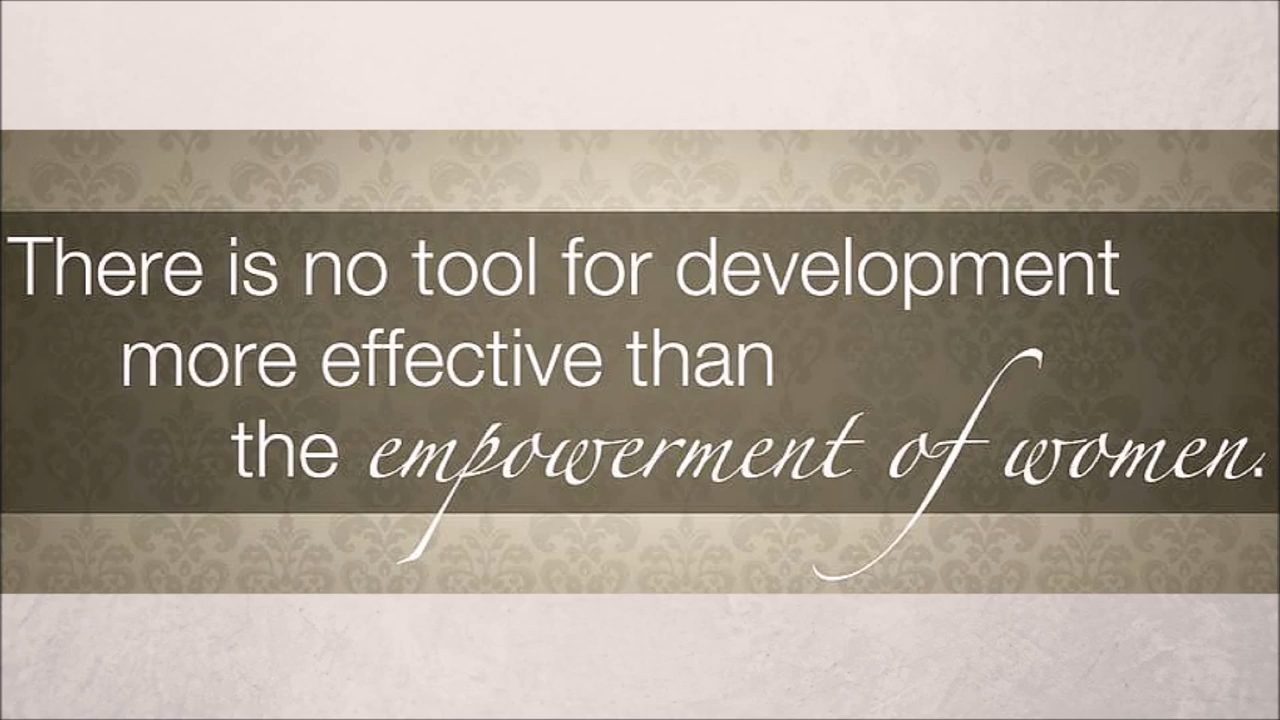 There is no tool for development
more effective than
the empowerment of women.